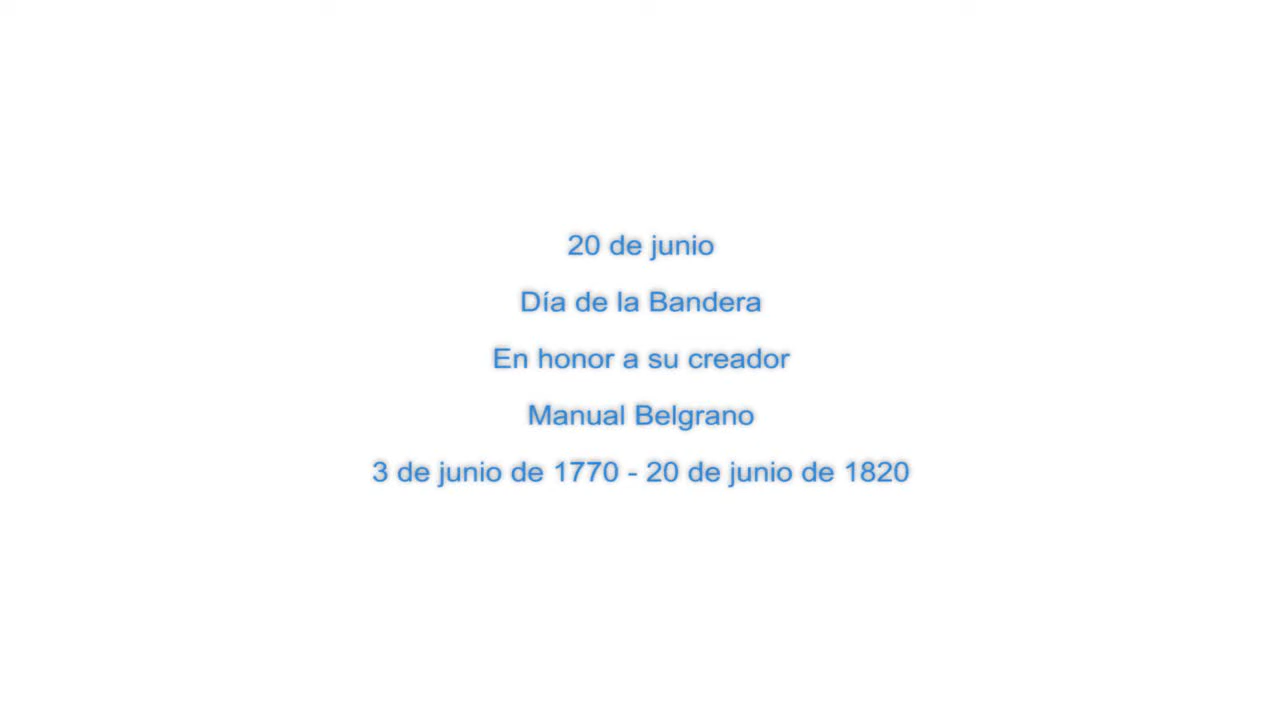 20 de junio
Día de la Bandera
En honor a su creador
Manual Belgrano
3 de junio de 1770 - 20 de junio de 1820